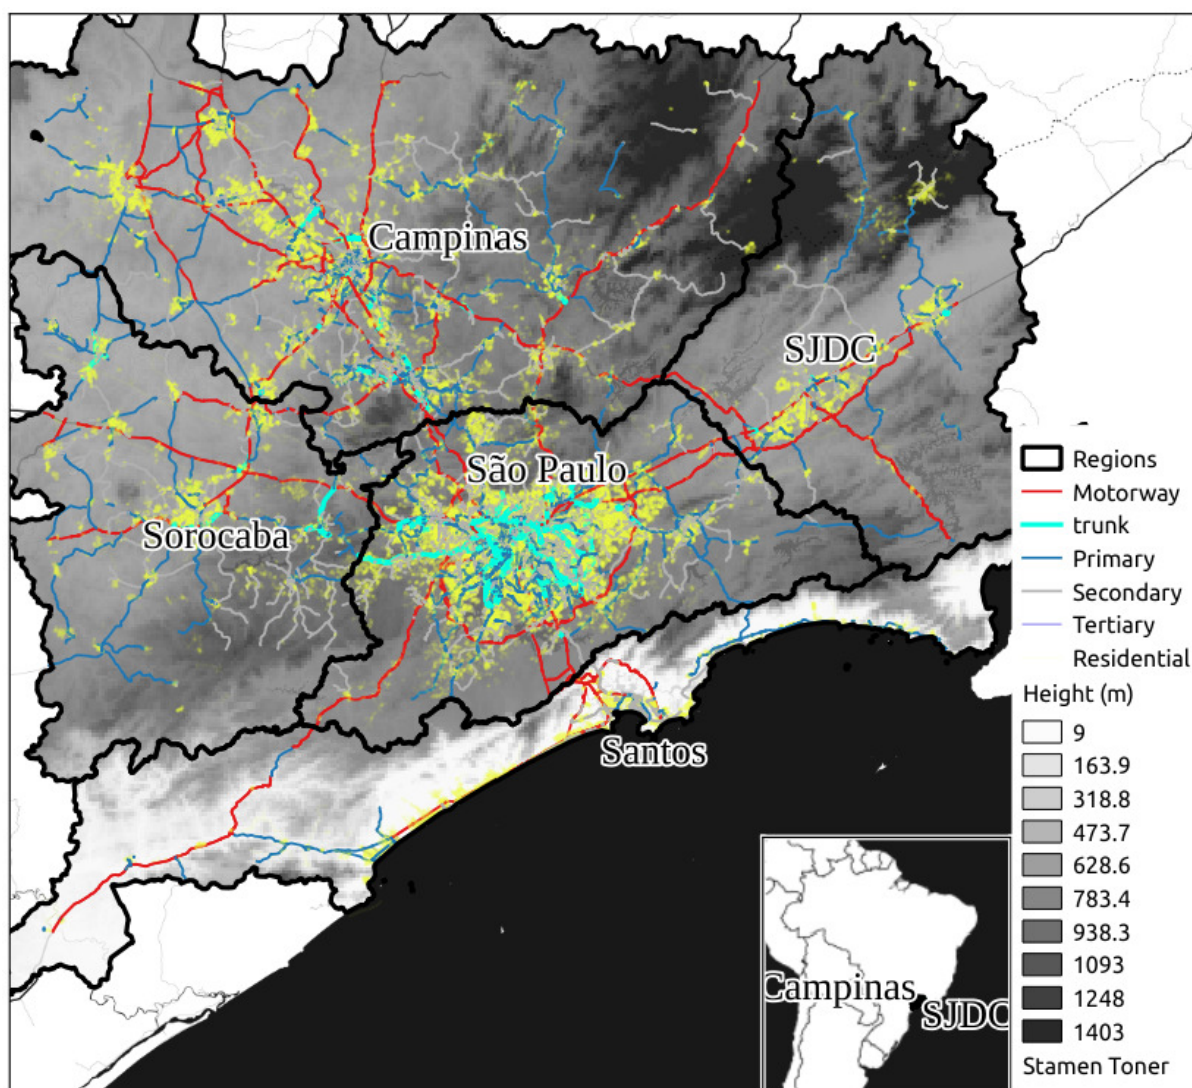 Campinas
SJDC
São Paulo
Sorocaba
Santos
Regions
Motorway
trunk
Primary
Secondary
Tertiary
Residential
Height (m)
9
163.9
318.8
473.7
628.6
783.4
938.3
1093
1248
1403
Stamen Toner
Campinas
SJDC